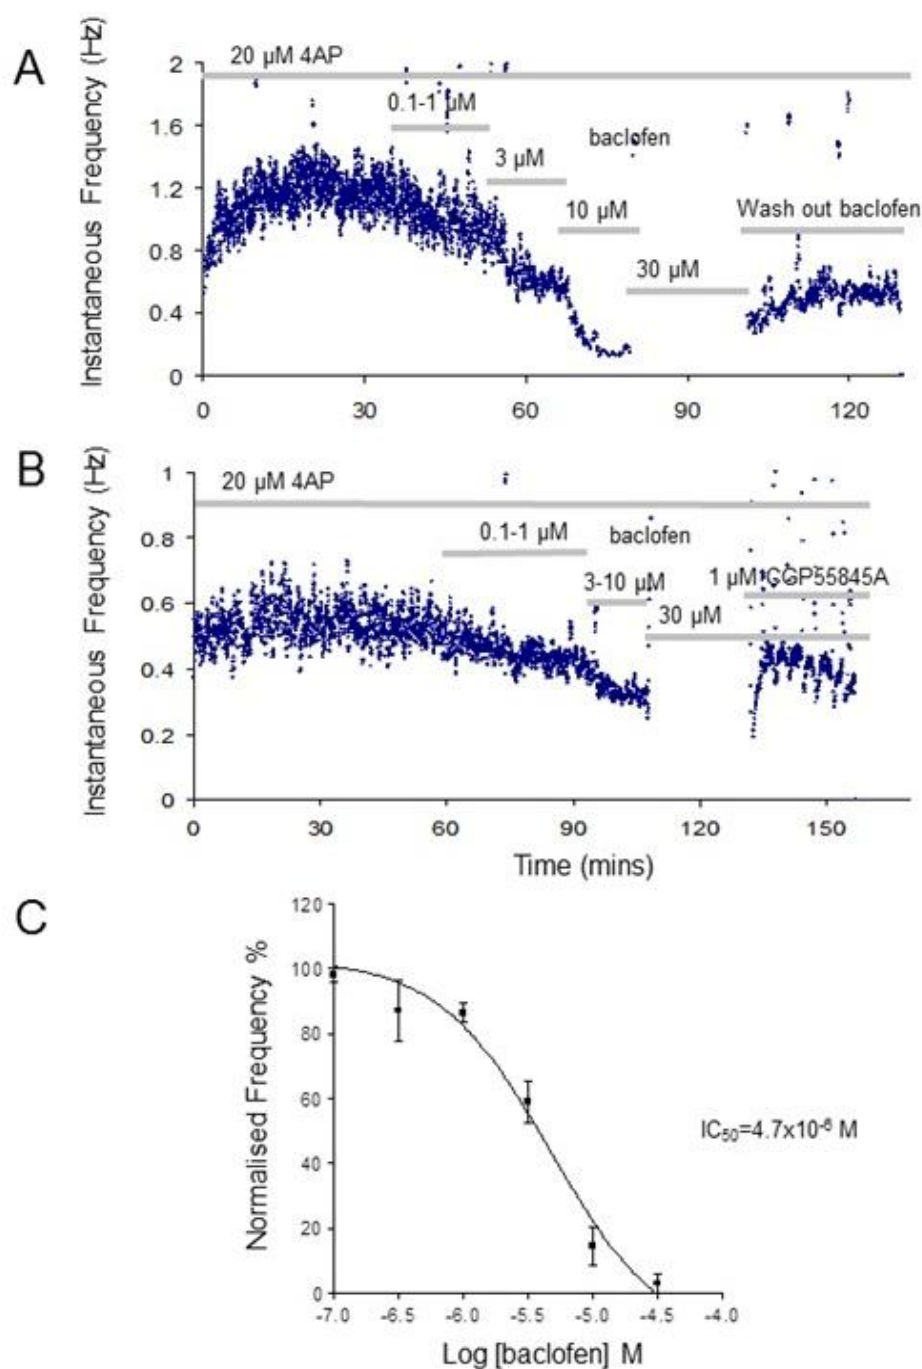 A
Instantaneous Frequency (Hz)
2
1.6
1.2
0.8
0.4
0
20 µM 4AP
0.1-1 µM
baclofen
3 µM
10 µM
Wash out baclofen
30 µM
0 30 60 90 120
B
Instantaneous Frequency (Hz)
1
0.8
0.6
0.4
0.2
0
20 µM 4AP
0.1-1 µM
baclofen
3-10 µM
1 µM CGP55845A
30 µM
0 30 60 90 120 150
Time (mins)
C
Normalised Frequency %
120
100
80
60
40
20
0
IC50=4.7x10-6 M
-7.0 -6.5 -6.0 -5.5 -5.0 -4.5 -4.0
Log [baclofen] M